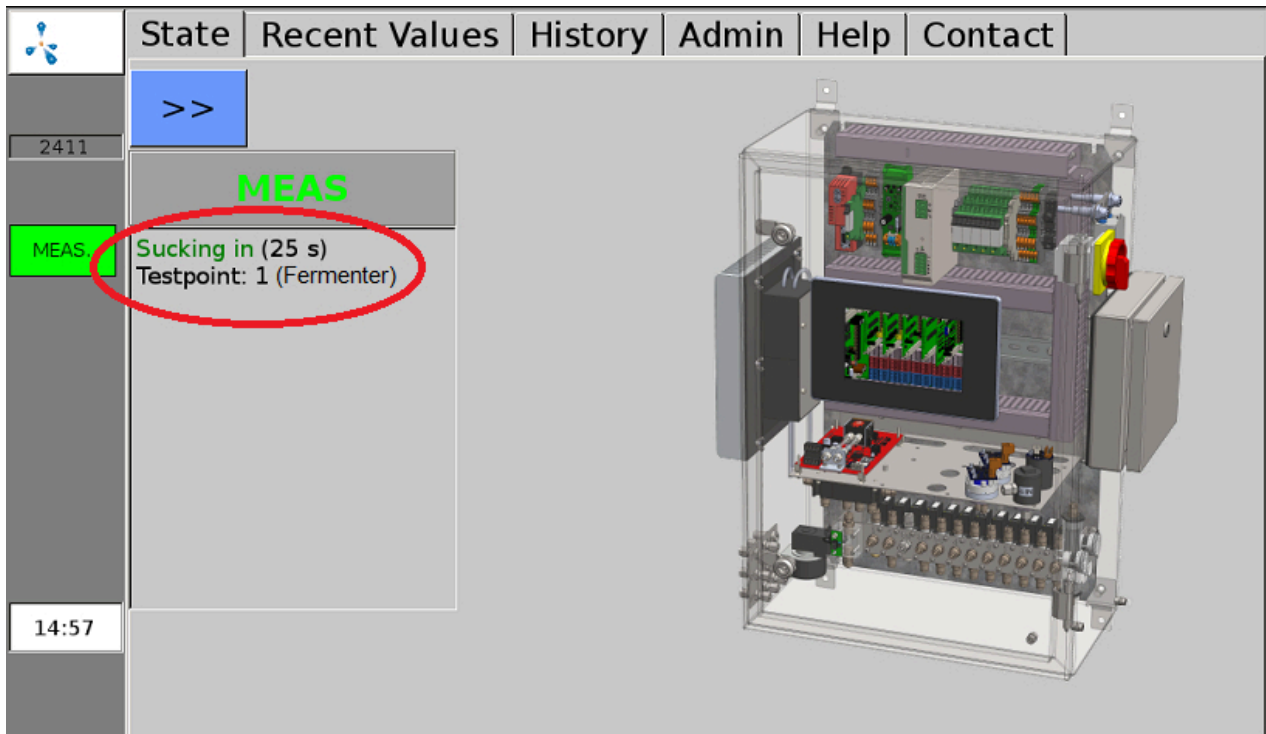 State
Recent Values
History
Admin
Help
Contact
>>
2411
MEAS
MEAS.
Sucking in (25 s)
Testpoint: 1 (Fermenter)
14:57